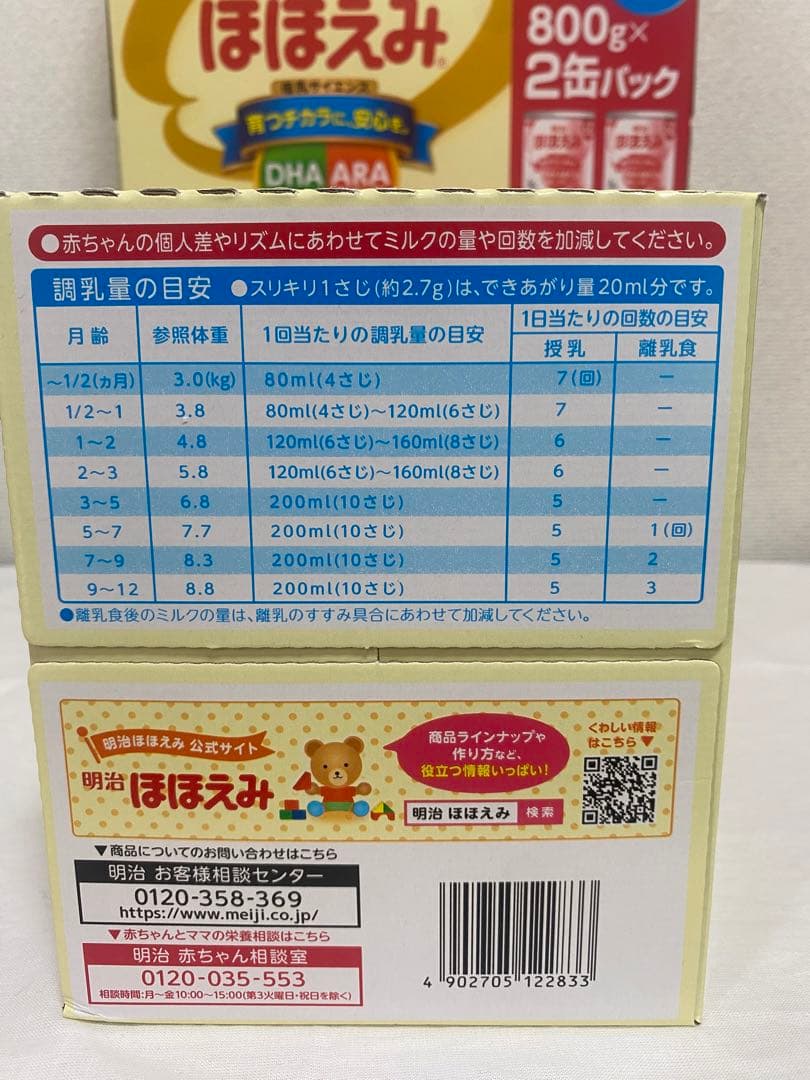 ほほえみ®
800g×
2缶パック
育つチカラに、安心を。
DHA ARA
ほほえみ ほほえみ
●赤ちゃんの個人差やリズムにあわせてミルクの量や回数を加減してください。
調乳量の目安 ●スリキリ1さじ(約2.7g)は、できあがり量20ml分です。
月齢 参照体重 1回当たりの調乳量の目安 1日当たりの回数の目安
授乳 離乳食
～1/2(ヵ月) 3.0(kg) 80ml(4さじ) 7(回) ー
1/2～1 3.8 80ml(4さじ)～120ml(6さじ) 7 ー
1～2 4.8 120ml(6さじ)～160ml(8さじ) 6 ー
2～3 5.8 120ml(6さじ)～160ml(8さじ) 6 ー
3～5 6.8 200ml(10さじ) 5 ー
5～7 7.7 200ml(10さじ) 5 1(回)
7～9 8.3 200ml(10さじ) 5 2
9～12 8.8 200ml(10さじ) 5 3
●離乳食後のミルクの量は、離乳のすすみ具合にあわせて加減してください。
明治ほほえみ 公式サイト
明治 ほほえみ
商品ラインナップや
作り方など、
役立つ情報いっぱい!
明治 ほほえみ 検索
くわしい情報
はこちら▼
▼商品についてのお問い合わせはこちら
明治 お客様相談センター
0120-358-369
https://www.meiji.co.jp/
▼赤ちゃんとママの栄養相談はこちら
明治 赤ちゃん相談室
0120-035-553
相談時間:月～金10:00～15:00(第3火曜日・祝日を除く)
4 902705 122833